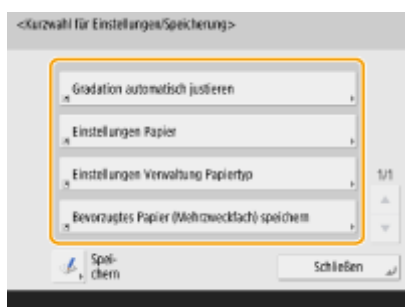 <Kurzwahl für Einstellungen/Speicherung>
Gradation automatisch justieren
Einstellungen Papier
Einstellungen Verwaltung Papiertyp
1/1
Bevorzugtes Papier (Mehrzweckfach) speichern
Spei-
chern
Schließen